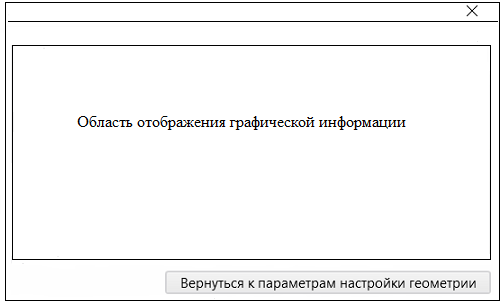 Область отображения графической информации
Вернуться к параметрам настройки геометрии